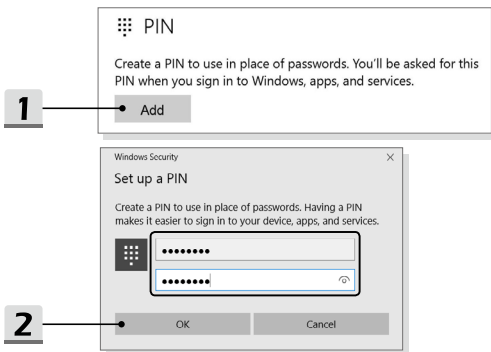 PIN
Create a PIN to use in place of passwords. You'll be asked for this
PIN when you sign in to Windows, apps, and services.
1
Add
Windows Security
Set up a PIN
Create a PIN to use in place of passwords. Having a PIN
makes it easier to sign in to your device, apps, and services.
2
OK
Cancel